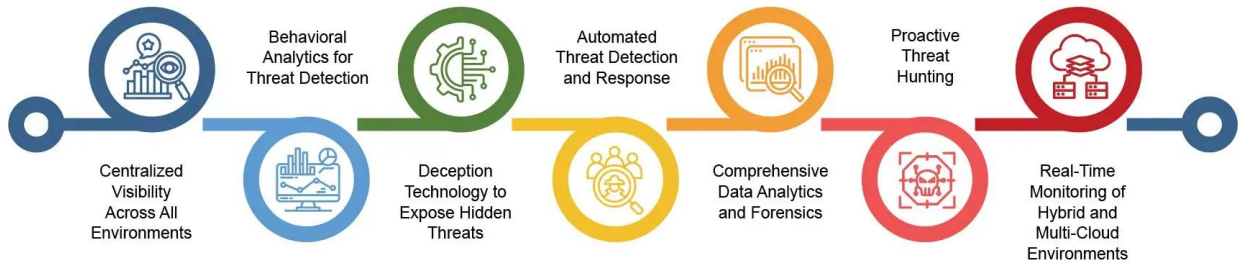 Centralized
Visibility
Across All
Environments
Behavioral
Analytics for
Threat Detection
Deception
Technology to
Expose Hidden
Threats
Automated
Threat Detection
and Response
Comprehensive
Data Analytics
and Forensics
Proactive
Threat
Hunting
Real-Time
Monitoring of
Hybrid and
Multi-Cloud
Environments